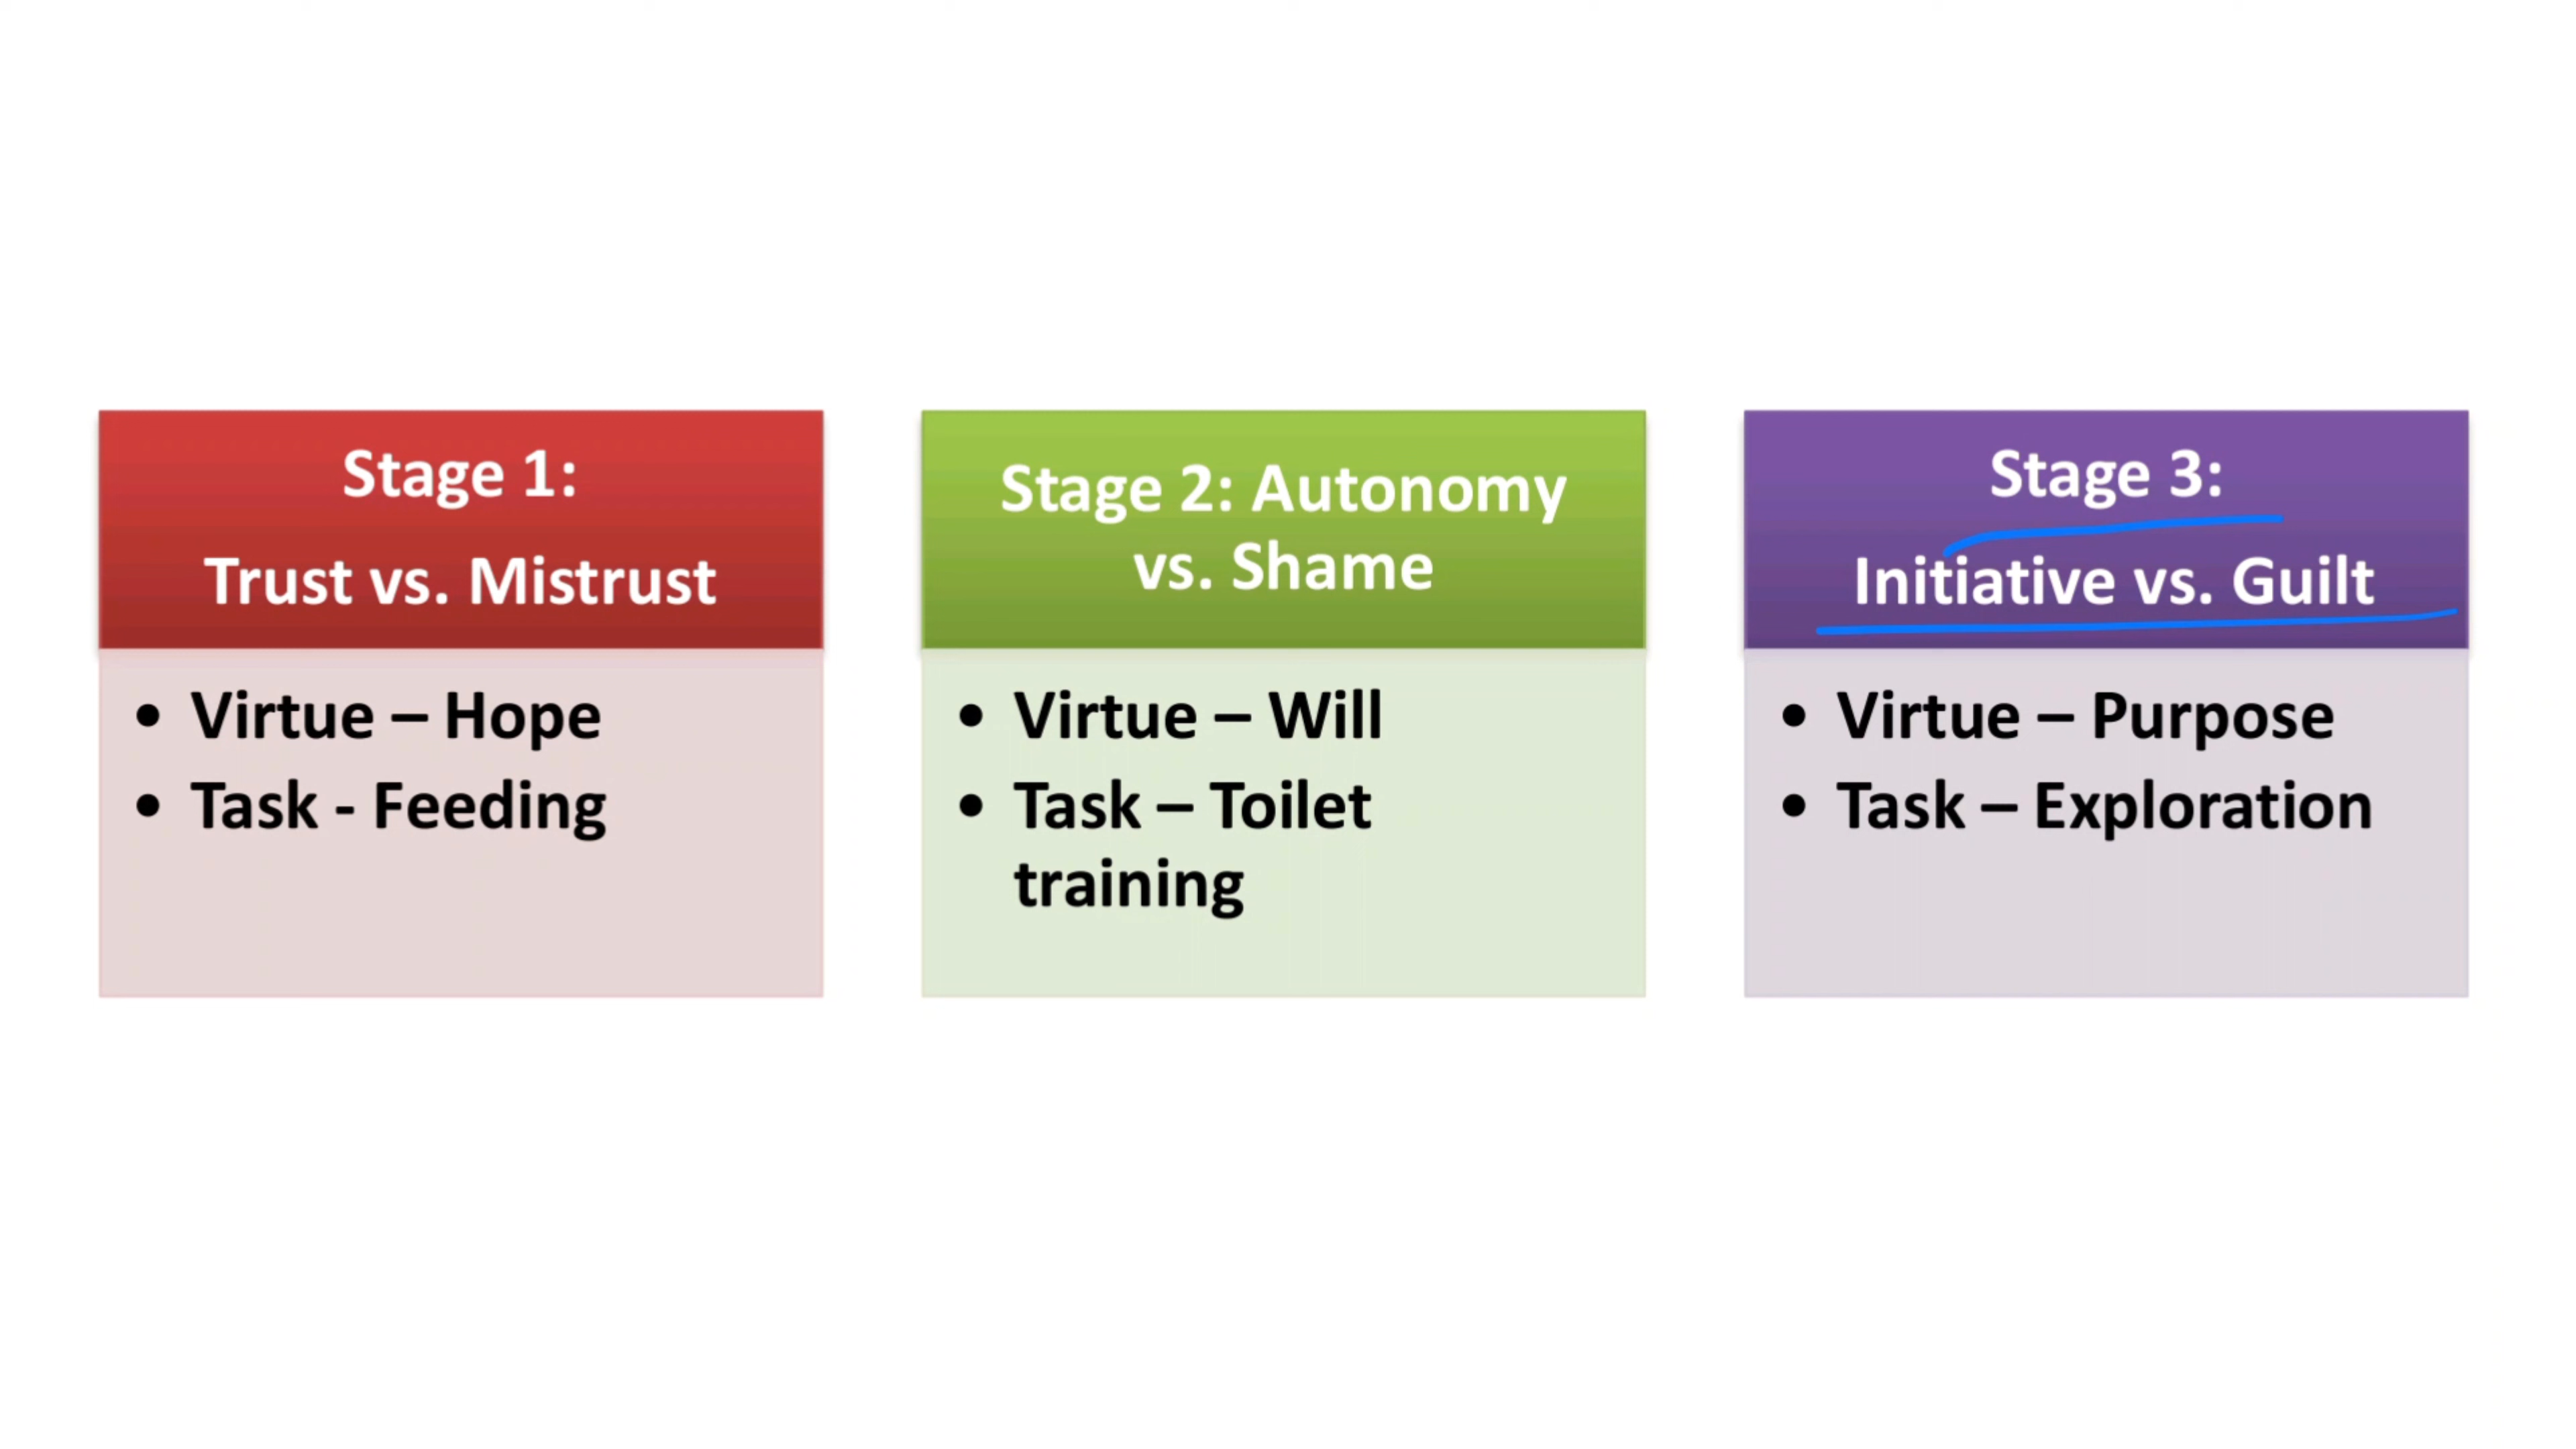 Stage 1:
Trust vs. Mistrust
• Virtue – Hope
• Task - Feeding
Stage 2: Autonomy
vs. Shame
• Virtue – Will
• Task – Toilet
training
Stage 3:
Initiative vs. Guilt
• Virtue – Purpose
• Task – Exploration